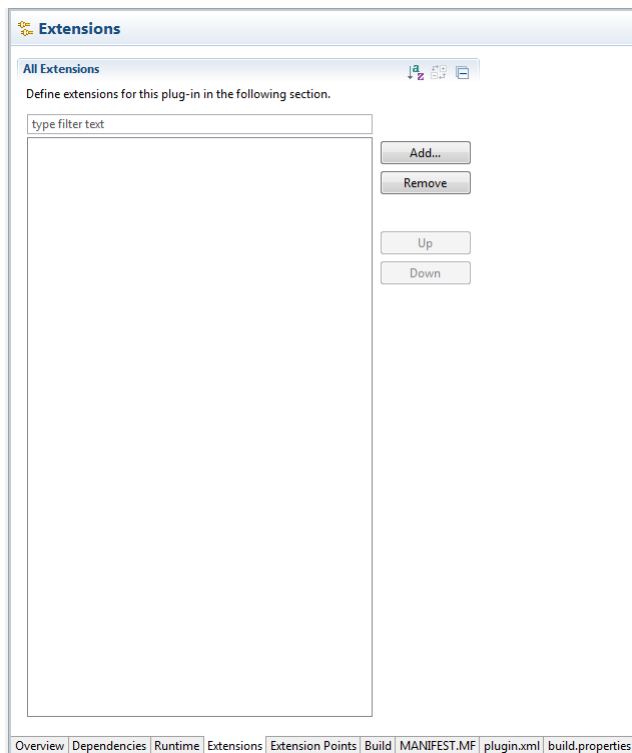 Extensions
All Extensions
Define extensions for this plug-in in the following section.
type filter text
Add...
Remove
Up
Down
Overview Dependencies Runtime Extensions Extension Points Build MANIFEST.MF plugin.xml build.properties